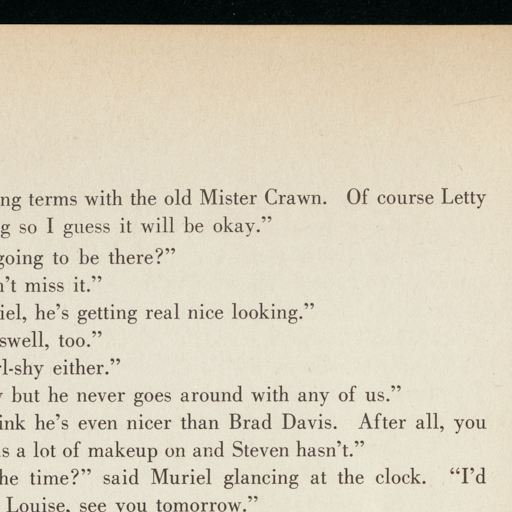 ng terms with the old Mister Crawn. Of course Letty
g so I guess it will be okay.”
going to be there?”
n’t miss it.”
iel, he’s getting real nice looking.”
swell, too.”
rl-shy either.”
y but he never goes around with any of us.”
ink he’s even nicer than Brad Davis. After all, you
s a lot of makeup on and Steven hasn’t.”
he time?” said Muriel glancing at the clock. “I’d
Louise, see you tomorrow.”